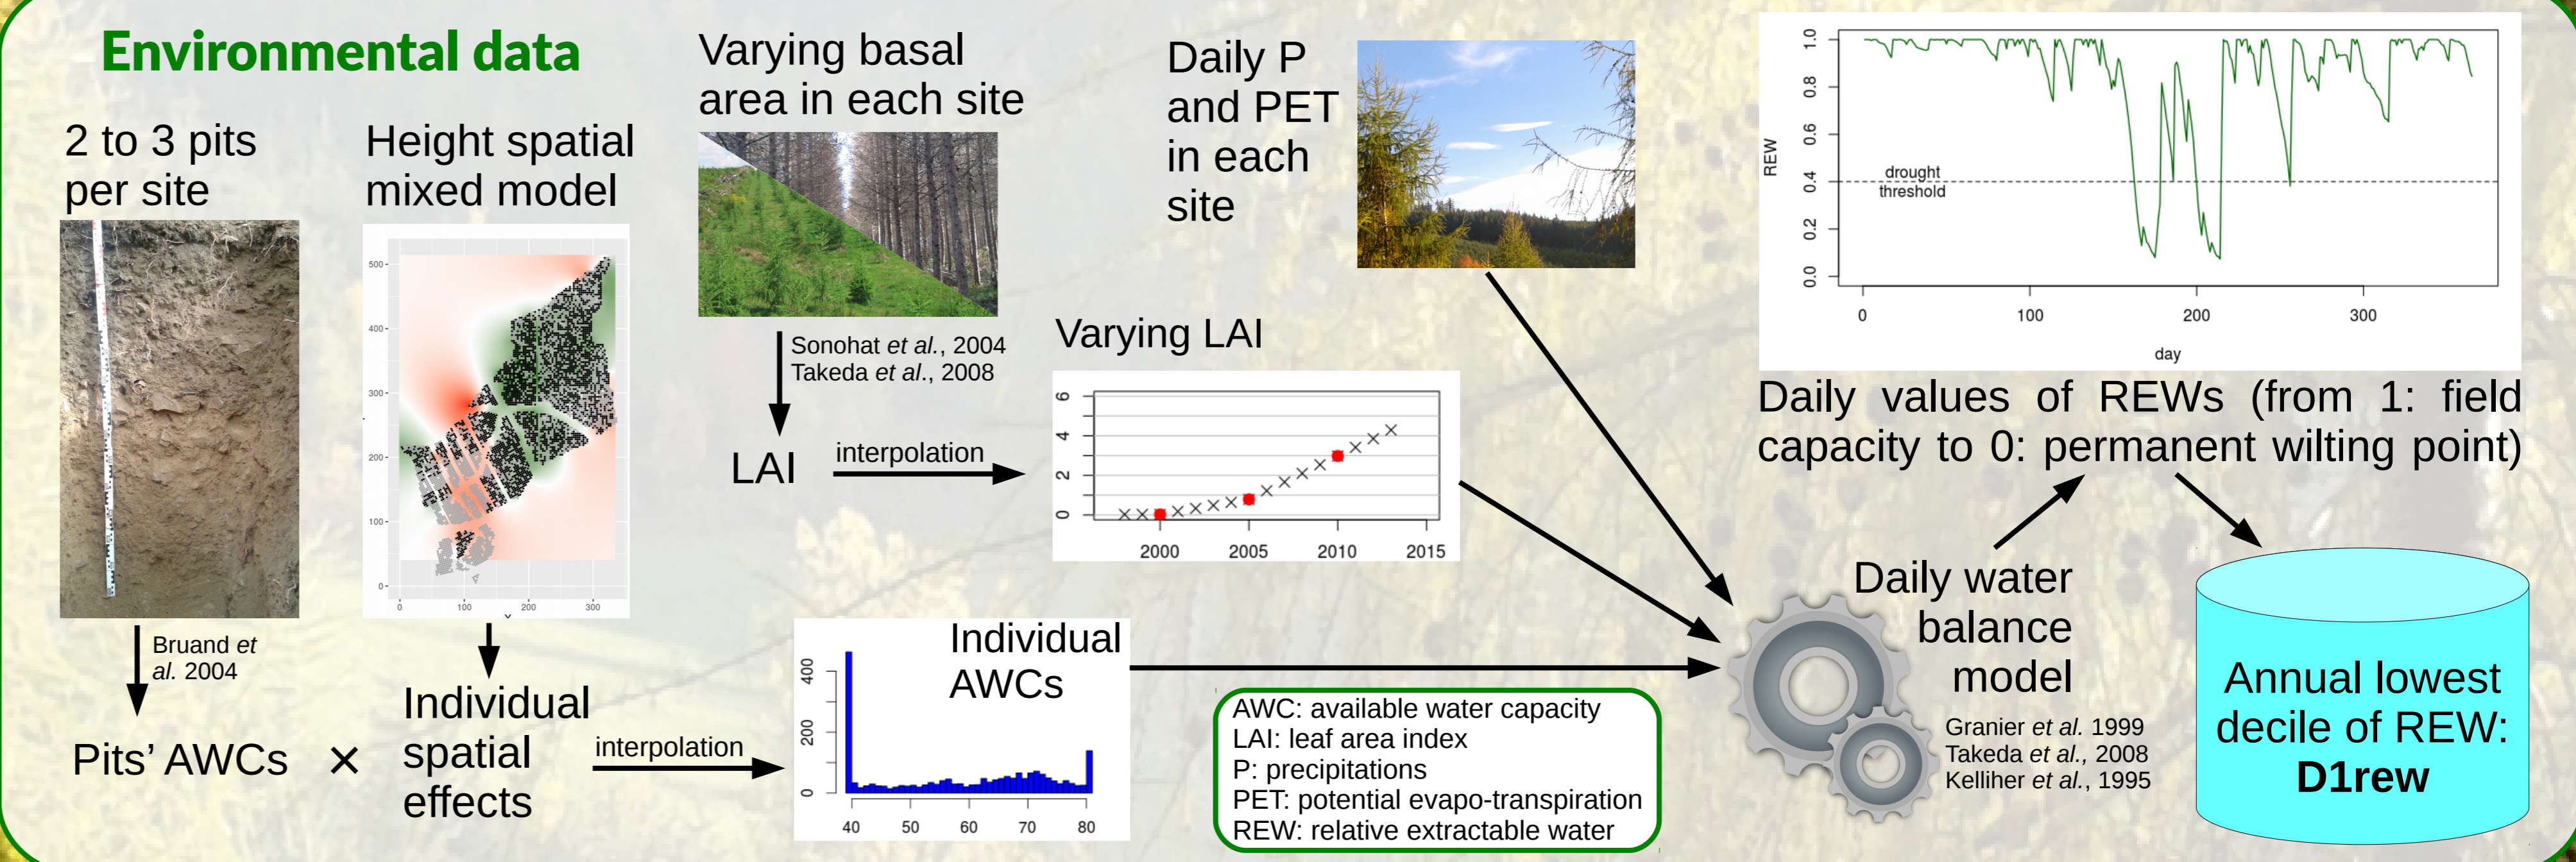 Environmental data
2 to 3 pits
per site
Height spatial
mixed model
500
400
300
200
100
0
0 100 200 300
Bruand et
al. 2004
Pits’ AWCs × Individual
spatial
effects
interpolation
Varying basal
area in each site
Sonohat et al., 2004
Takeda et al., 2008
LAI
interpolation
Varying LAI
6
4
2
0
2000 2005 2010 2015
Individual
AWCs
400
200
0
40 50 60 70 80
Daily P
and PET
in each
site
AWC: available water capacity
LAI: leaf area index
P: precipitations
PET: potential evapo-transpiration
REW: relative extractable water
Daily water
balance
model
Granier et al. 1999
Takeda et al., 2008
Kelliher et al., 1995
REW
1.0
0.8
0.6
0.4
0.2
0.0
drought
threshold
0 100 200 300
day
Daily values of REWs (from 1: field
capacity to 0: permanent wilting point)
Annual lowest
decile of REW:
D1rew